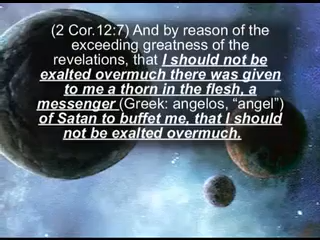 (2 Cor.12:7) And by reason of the
exceeding greatness of the
revelations, that I should not be
exalted overmuch there was given
to me a thorn in the flesh, a
messenger (Greek: angelos, “angel”)
of Satan to buffet me, that I should
not be exalted overmuch.